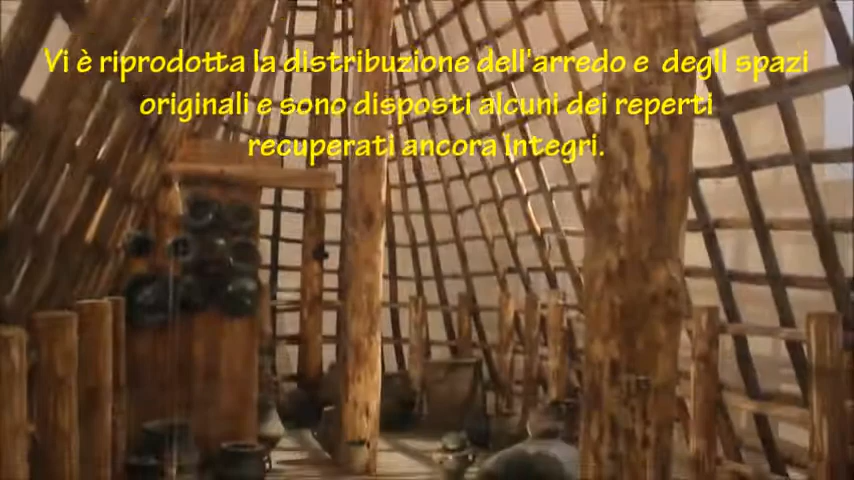 Vi è riprodotta la distribuzione dell'arredo e degli spazi
originali e sono disposti alcuni dei reperti
recuperati ancora integri.